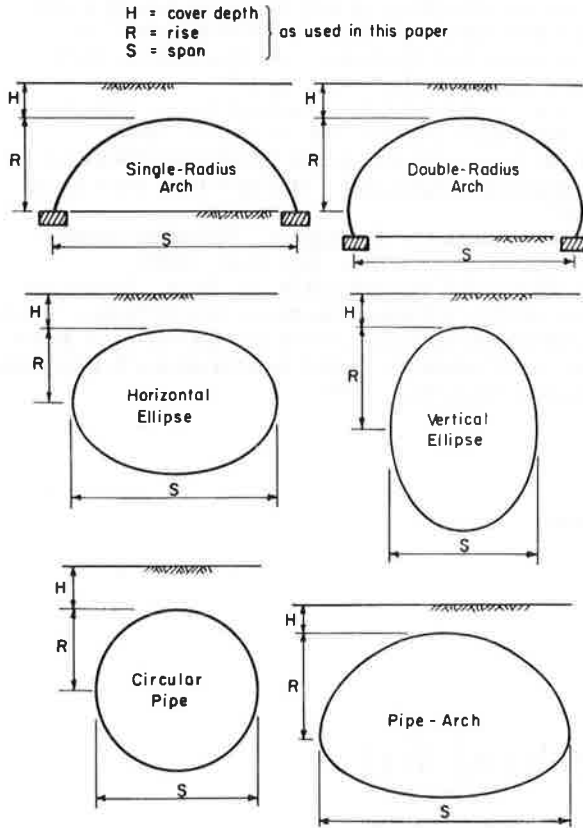 H = cover depth
R = rise
S = span
as used in this paper
H
R
Single-Radius
Arch
S
H
R
Double-Radius
Arch
S
H
R
Horizontal
Ellipse
S
H
R
Vertical
Ellipse
S
H
R
Circular
Pipe
S
H
R
Pipe - Arch
S